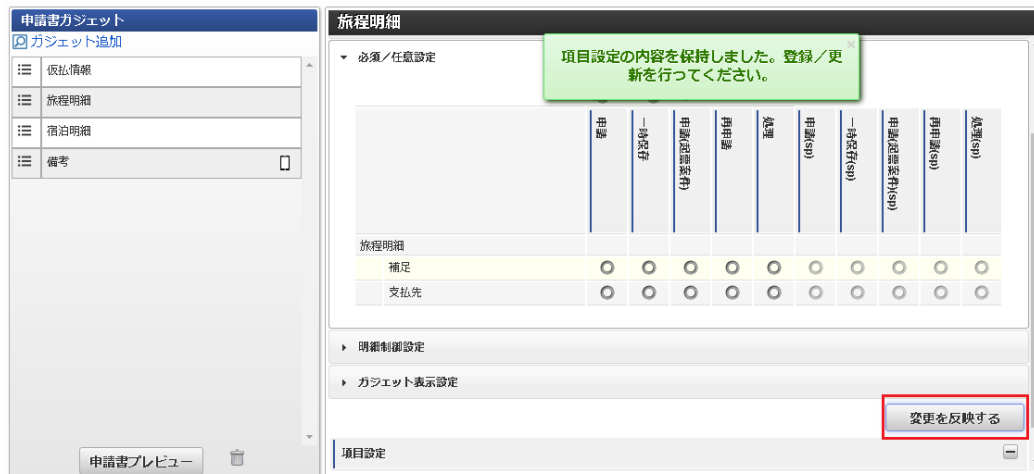 申請書ガジェット
ガジェット追加
仮払情報
旅程明細
宿泊明細
備考
申請書プレビュー
旅程明細
必須／任意設定
項目設定の内容を保持しました。登録／更
新を行ってください。
×
申請
一時保存
申請(起票案件)
再申請
処理
申請(sp)
一時保存(sp)
申請(起票案件)(sp)
再申請(sp)
処理(sp)
旅程明細
補足
支払先
明細制御設定
ガジェット表示設定
変更を反映する
項目設定